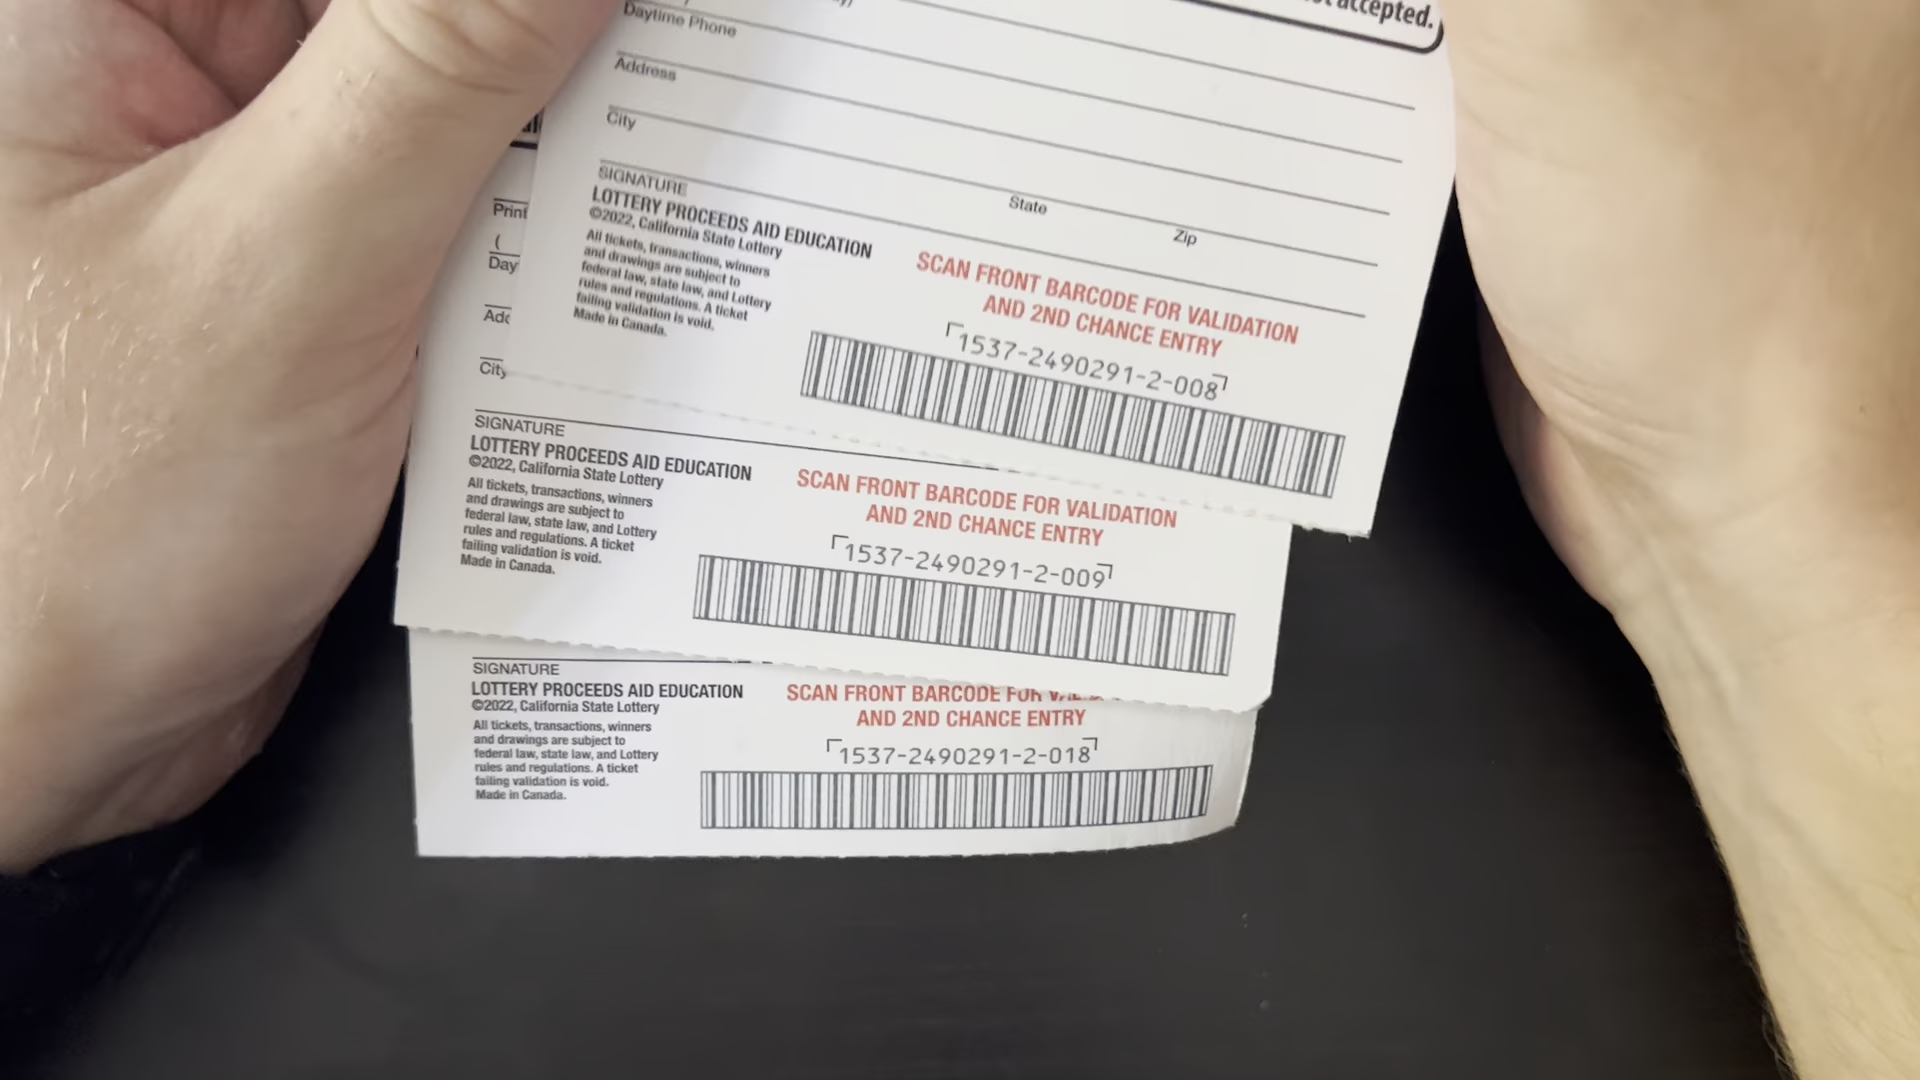 accepted.
Daytime Phone
Address
City
State
Zip
SIGNATURE
LOTTERY PROCEEDS AID EDUCATION
©2022, California State Lottery
All tickets, transactions, winners
and drawings are subject to
federal law, state law, and Lottery
rules and regulations. A ticket
failing validation is void.
Made in Canada.
SCAN FRONT BARCODE FOR VALIDATION
AND 2ND CHANCE ENTRY
1537-2490291-2-008
Print
(
Day
City
SIGNATURE
LOTTERY PROCEEDS AID EDUCATION
©2022, California State Lottery
All tickets, transactions, winners
and drawings are subject to
federal law, state law, and Lottery
rules and regulations. A ticket
failing validation is void.
Made in Canada.
SCAN FRONT BARCODE FOR VALIDATION
AND 2ND CHANCE ENTRY
1537-2490291-2-009
SIGNATURE
LOTTERY PROCEEDS AID EDUCATION
©2022, California State Lottery
All tickets, transactions, winners
and drawings are subject to
federal law, state law, and Lottery
rules and regulations. A ticket
failing validation is void.
Made in Canada.
SCAN FRONT BARCODE FOR
AND 2ND CHANCE ENTRY
1537-2490291-2-018